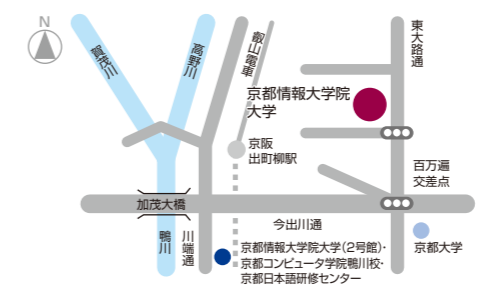 N
賀茂川
高野川
叡山電車
東大路通
京都情報大学院
大学
京阪
出町柳駅
百万遍
交差点
加茂大橋
今出川通
鴨川
川端通
京都情報大学院大学(2号館)・
京都コンピュータ学院鴨川校・
京都日本語研修センター
京都大学